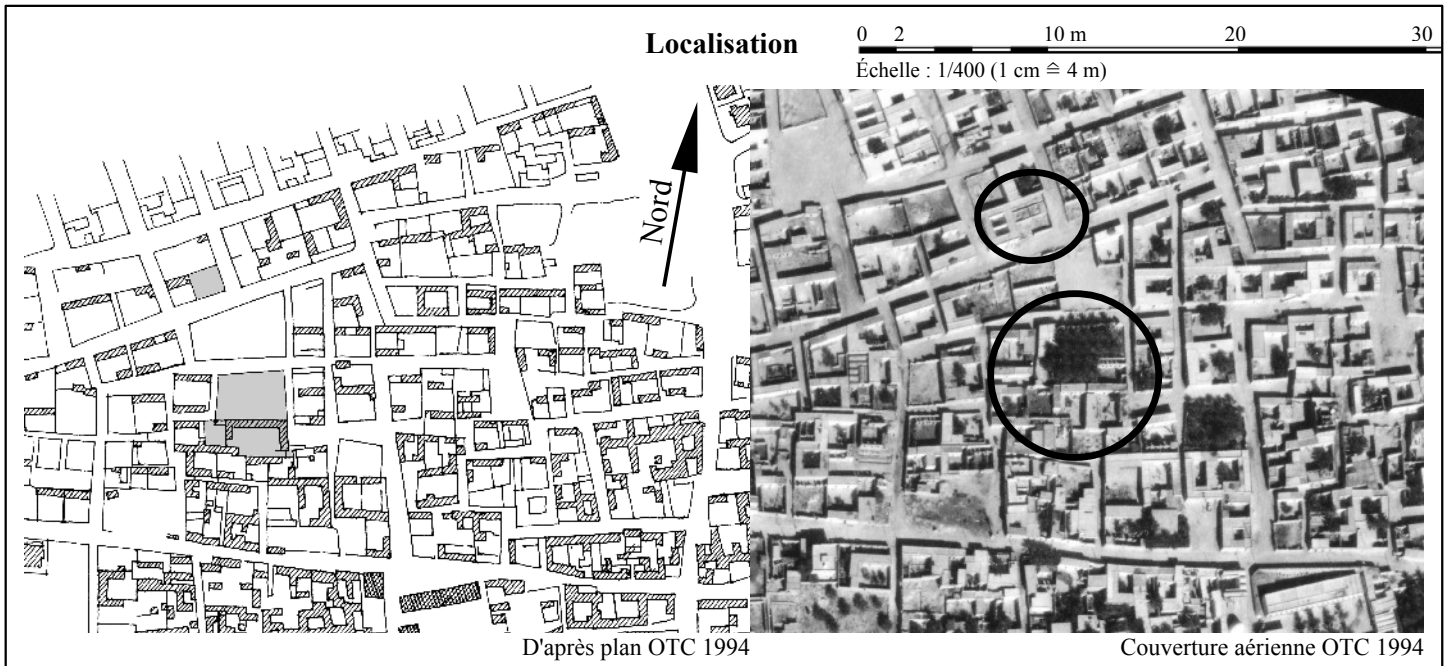 Localisation
0 2 10 m 20 30
Échelle : 1/400 (1 cm ≙ 4 m)
Nord
D'après plan OTC 1994
Couverture aérienne OTC 1994